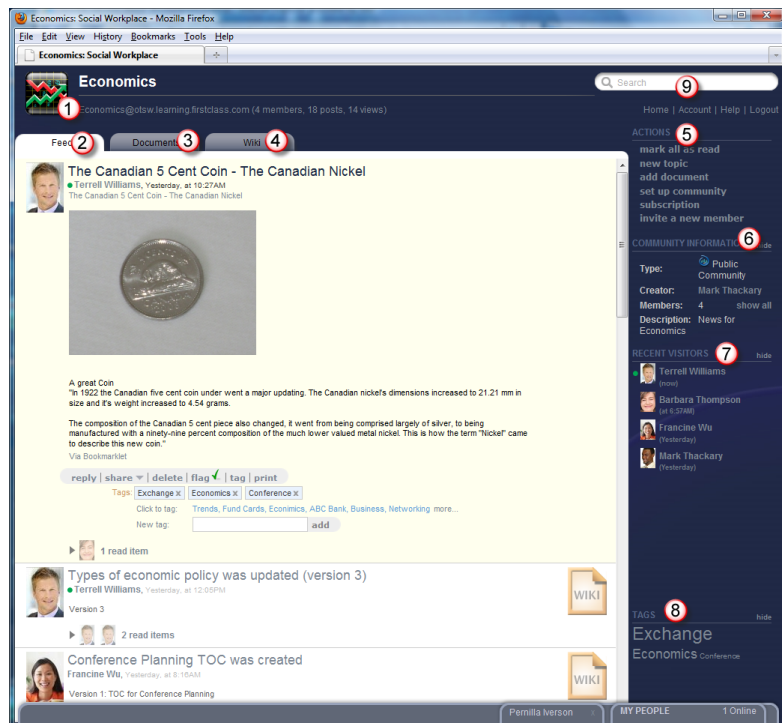 Economics: Social Workplace - Mozilla Firefox
File Edit View History Bookmarks Tools Help
Economics: Social Workplace
Economics
Search
9
1
Economics@otsw.learning.firstclass.com (4 members, 18 posts, 14 views)
Home | Account | Help | Logout
Feed 2
Documents 3
Wiki 4
ACTIONS 5
mark all as read
new topic
add document
set up community
subscription
invite a new member
COMMUNITY INFORMATION 6 hide
Type: Public Community
Creator: Mark Thackary
Members: 4 show all
Description: News for Economics
RECENT VISITORS 7 hide
Terrell Williams
(now)
Barbara Thompson
(at 6:57AM)
Francine Wu
(Yesterday)
Mark Thackary
(Yesterday)
TAGS 8 hide
Exchange
Economics Conference
The Canadian 5 Cent Coin - The Canadian Nickel
Terrell Williams, Yesterday, at 10:27AM
The Canadian 5 Cent Coin - The Canadian Nickel
A great Coin
"In 1922 the Canadian five cent coin under went a major updating. The Canadian nickel's dimensions increased to 21.21 mm in
size and it's weight increased to 4.54 grams.
The composition of the Canadian 5 cent piece also changed, it went from being comprised largely of silver, to being
manufactured with a ninety-nine percent composition of the much lower valued metal nickel. This is how the term "Nickel" came
to describe this new coin."
Via Bookmarklet
reply | share | delete | flag | tag | print
Tags: Exchange x Economics x Conference x
Click to tag: Trends, Fund Cards, Econimics, ABC Bank, Business, Networking more...
New tag: add
1 read item
Types of economic policy was updated (version 3)
Terrell Williams, Yesterday, at 12:05PM
Version 3
WIKI
2 read items
Conference Planning TOC was created
Francine Wu, Yesterday, at 8:16AM
Version 1: TOC for Conference Planning
WIKI
Pernilla Iverson x
MY PEOPLE 1 Online